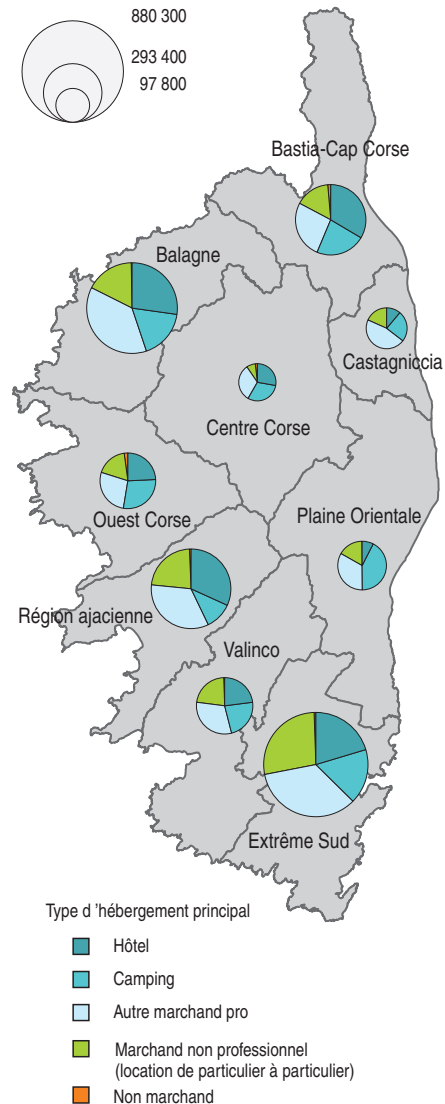 880 300
293 400
97 800
Bastia-Cap Corse
Balagne
Castagniccia
Centre Corse
Ouest Corse
Plaine Orientale
Région ajacienne
Valinco
Extrême Sud
Type d 'hébergement principal
Hôtel
Camping
Autre marchand pro
Marchand non professionnel
(location de particulier à particulier)
Non marchand